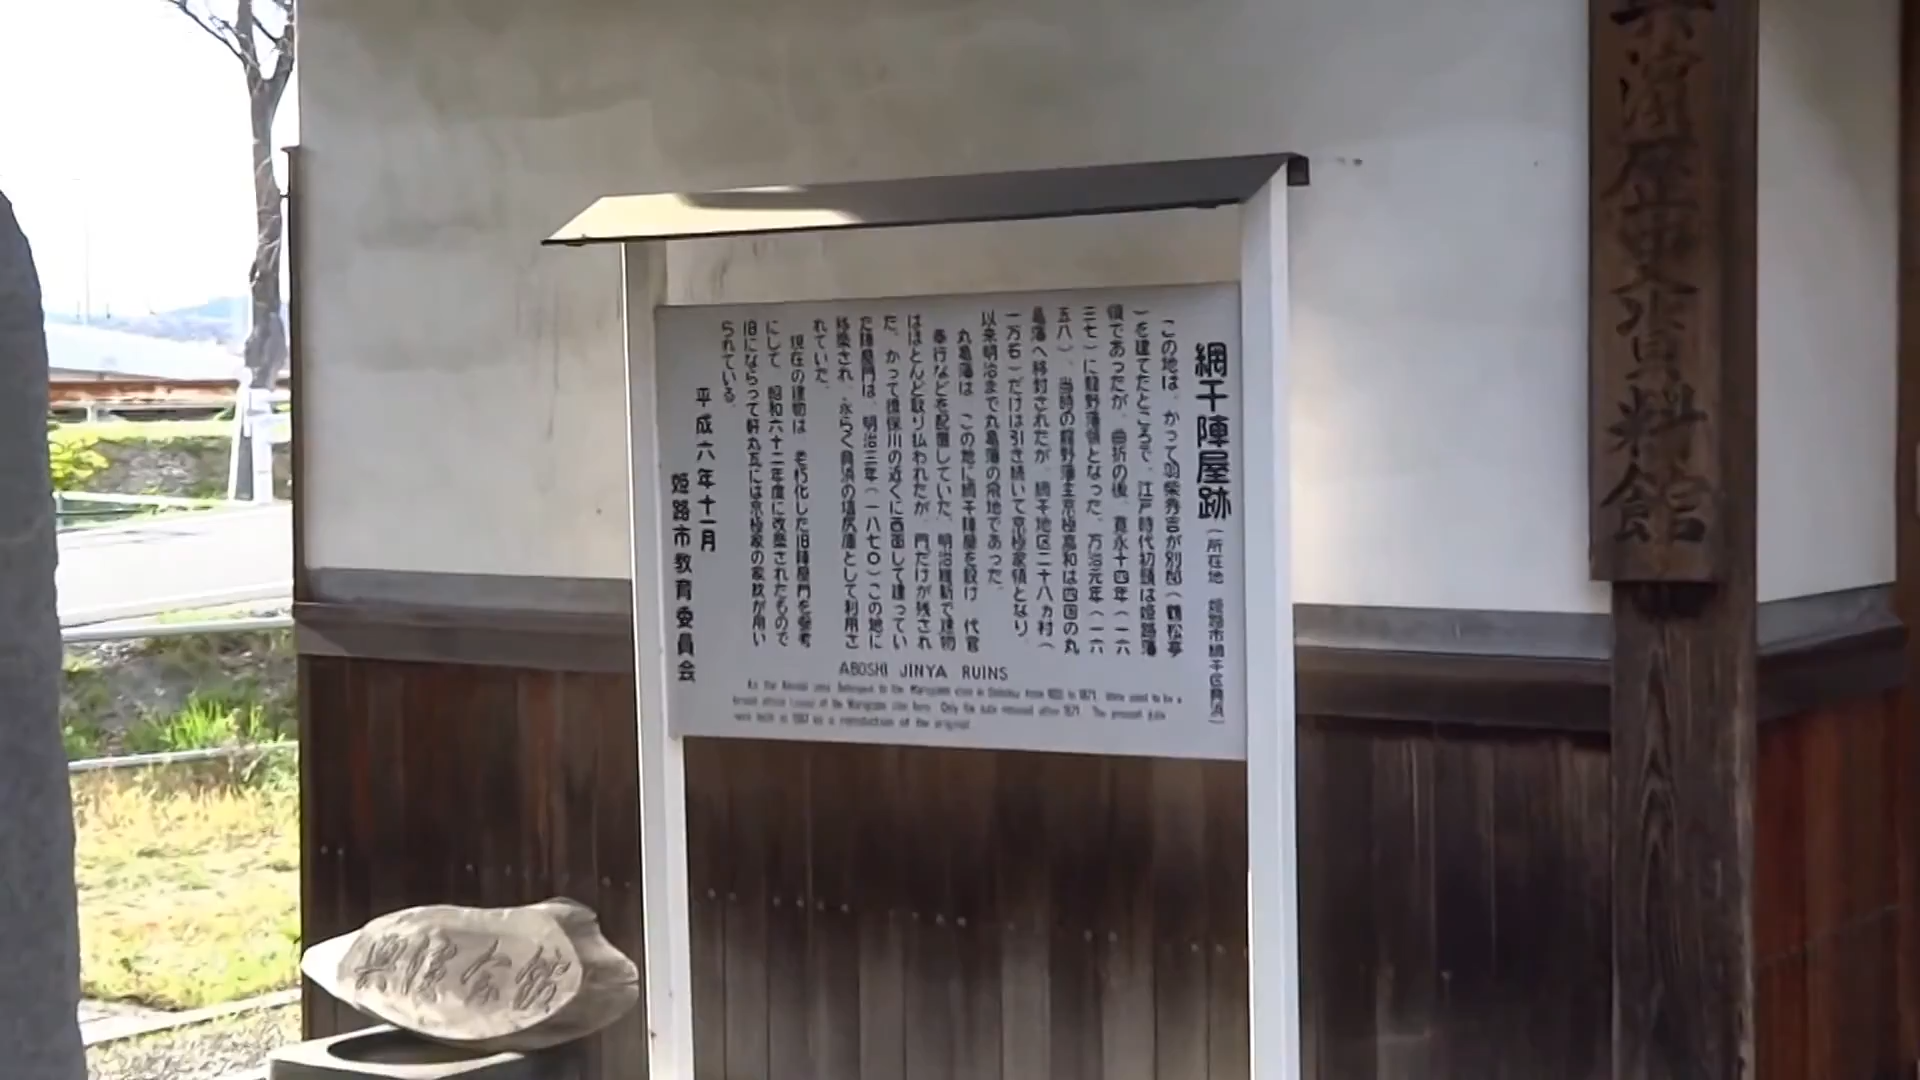 網干陣屋跡（所在地　姫路市網干区興浜）
この地は、かつて羽柴秀吉が別邸（鶴松亭
）を建てたところで、江戸時代初頭は姫路藩
領であったが、曲折の後、寛永十四年（一六
三七）に龍野藩領となった。万治元年（一六
五八）、当時の龍野藩主京極高和は四国の丸
亀藩へ移封されたが、網干地区二十八ヵ村（
一万石）だけは引き続いて京極家領となり、
以来明治まで丸亀藩の飛地であった。
丸亀藩は、この地に網干陣屋を設け、代官
奉行などを配置していた。明治維新で建物
はほとんど取り払われたが、門だけが残され
た。かつて揖保川の近くに西面して建ってい
た陣屋門は、明治三年（一八七〇）この地に
移築され、永らく興浜の塩尻庫として利用さ
れていた。
現在の建物は、老朽化した旧陣屋門を参考
にして、昭和六十二年度に改築されたもので
旧にならって軒丸瓦には京極家の家紋が用い
られている。
平成六年十一月
姫路市教育委員会
ABOSHI JINYA RUINS
興濱歴史資料館
興濱会館